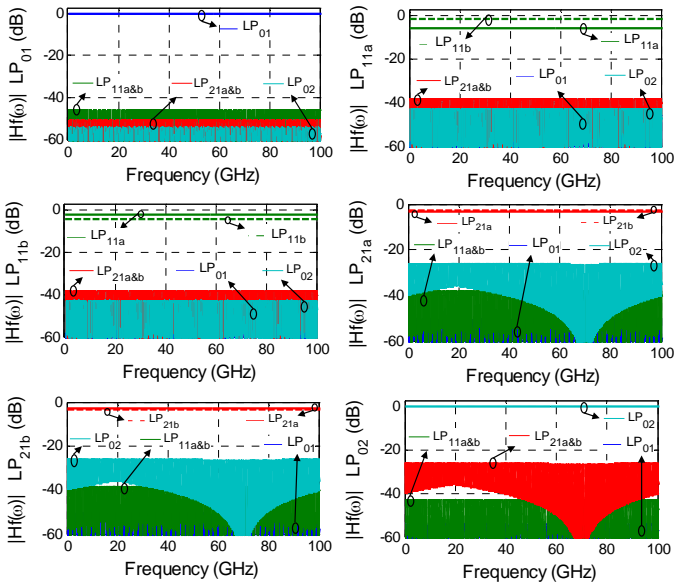 |Hf(ω)| LP01 (dB)
0
-20
-40
-60
LP01
LP11a&b
LP21a&b
LP02
0 20 40 60 80 100
Frequency (GHz)
|Hf(ω)| LP11a (dB)
0
-20
-40
-60
LP11b
LP11a
LP21a&b
LP01
LP02
0 20 40 60 80 100
Frequency (GHz)
|Hf(ω)| LP11b (dB)
0
-20
-40
-60
LP11a
LP11b
LP21a&b
LP01
LP02
0 20 40 60 80 100
Frequency (GHz)
|Hf(ω)| LP21a (dB)
0
-20
-40
-60
LP21a
LP21b
LP11a&b
LP01
LP02
0 20 40 60 80 100
Frequency (GHz)
|Hf(ω)| LP21b (dB)
0
-20
-40
-60
LP21b
LP21a
LP02
LP11a&b
LP01
0 20 40 60 80 100
Frequency (GHz)
|Hf(ω)| LP02 (dB)
0
-20
-40
-60
LP02
LP11a&b
LP21a&b
LP01
0 20 40 60 80 100
Frequency (GHz)